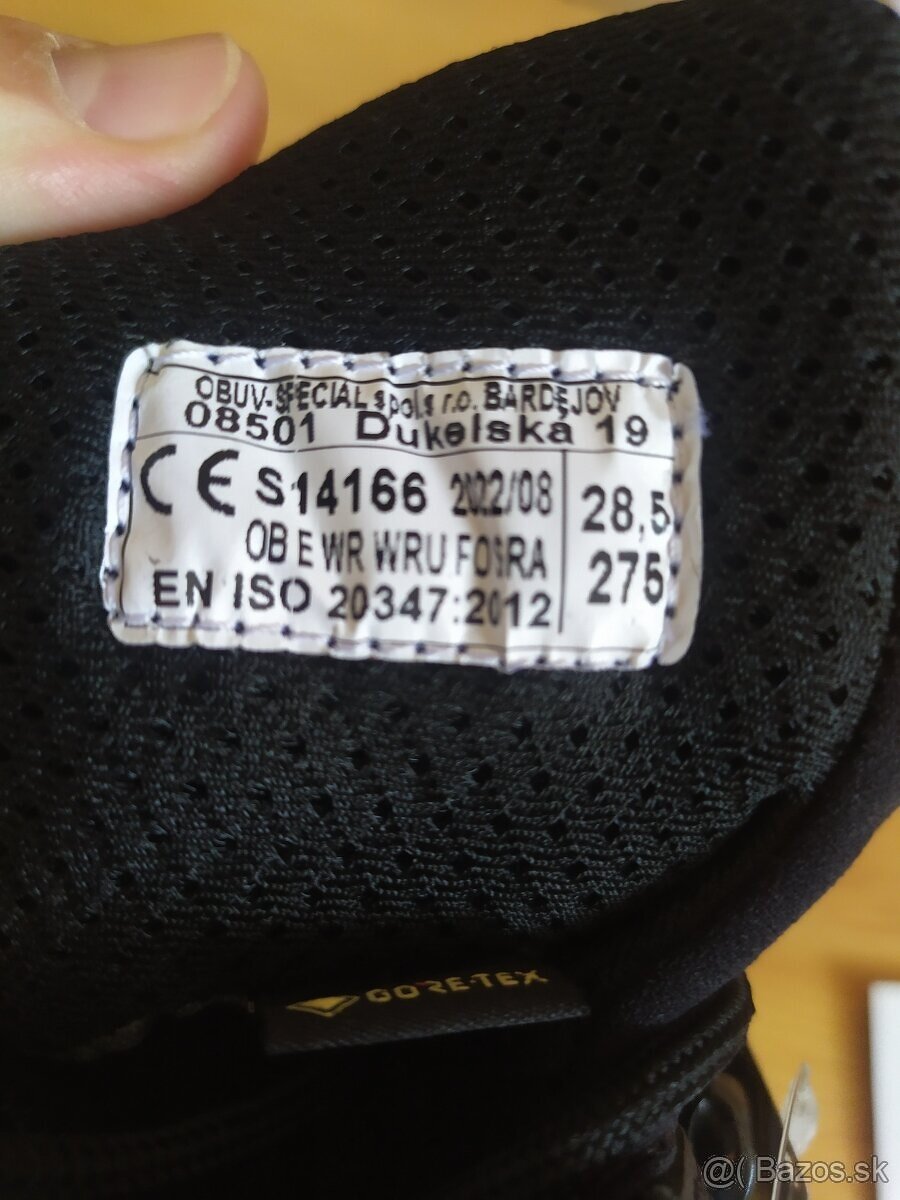 OBUV-SPECIAL spol.s r.o. BARDEJOV
08501 Dukelska 19
CE S14166 2022/08
28,5
OB E WR WRU FO SRA
275
EN ISO 20347:2012
GORE-TEX
@( Bazos.sk